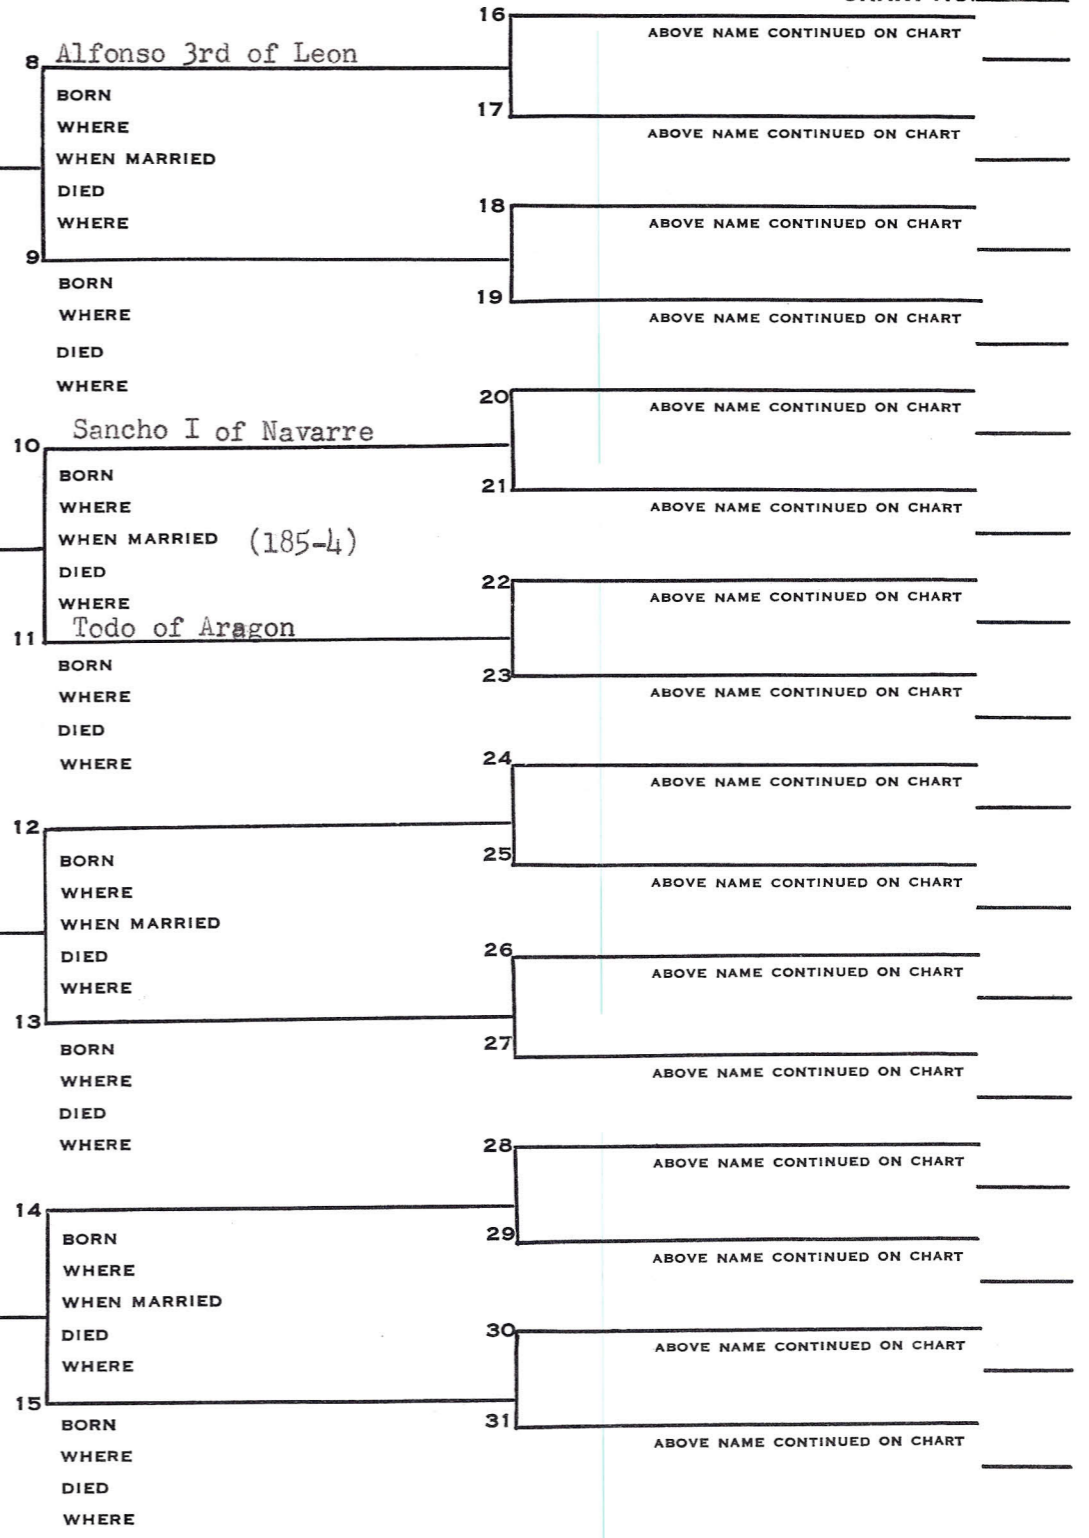 8 Alfonso 3rd of Leon
BORN
WHERE
WHEN MARRIED
DIED
WHERE
9
BORN
WHERE
DIED
WHERE
10 Sancho I of Navarre
BORN
WHERE
WHEN MARRIED (185-4)
DIED
WHERE
11 Todo of Aragon
BORN
WHERE
DIED
WHERE
12
BORN
WHERE
WHEN MARRIED
DIED
WHERE
13
BORN
WHERE
DIED
WHERE
14
BORN
WHERE
WHEN MARRIED
DIED
WHERE
15
BORN
WHERE
DIED
WHERE
16
ABOVE NAME CONTINUED ON CHART
17
ABOVE NAME CONTINUED ON CHART
18
ABOVE NAME CONTINUED ON CHART
19
ABOVE NAME CONTINUED ON CHART
20
ABOVE NAME CONTINUED ON CHART
21
ABOVE NAME CONTINUED ON CHART
22
ABOVE NAME CONTINUED ON CHART
23
ABOVE NAME CONTINUED ON CHART
24
ABOVE NAME CONTINUED ON CHART
25
ABOVE NAME CONTINUED ON CHART
26
ABOVE NAME CONTINUED ON CHART
27
ABOVE NAME CONTINUED ON CHART
28
ABOVE NAME CONTINUED ON CHART
29
ABOVE NAME CONTINUED ON CHART
30
ABOVE NAME CONTINUED ON CHART
31
ABOVE NAME CONTINUED ON CHART